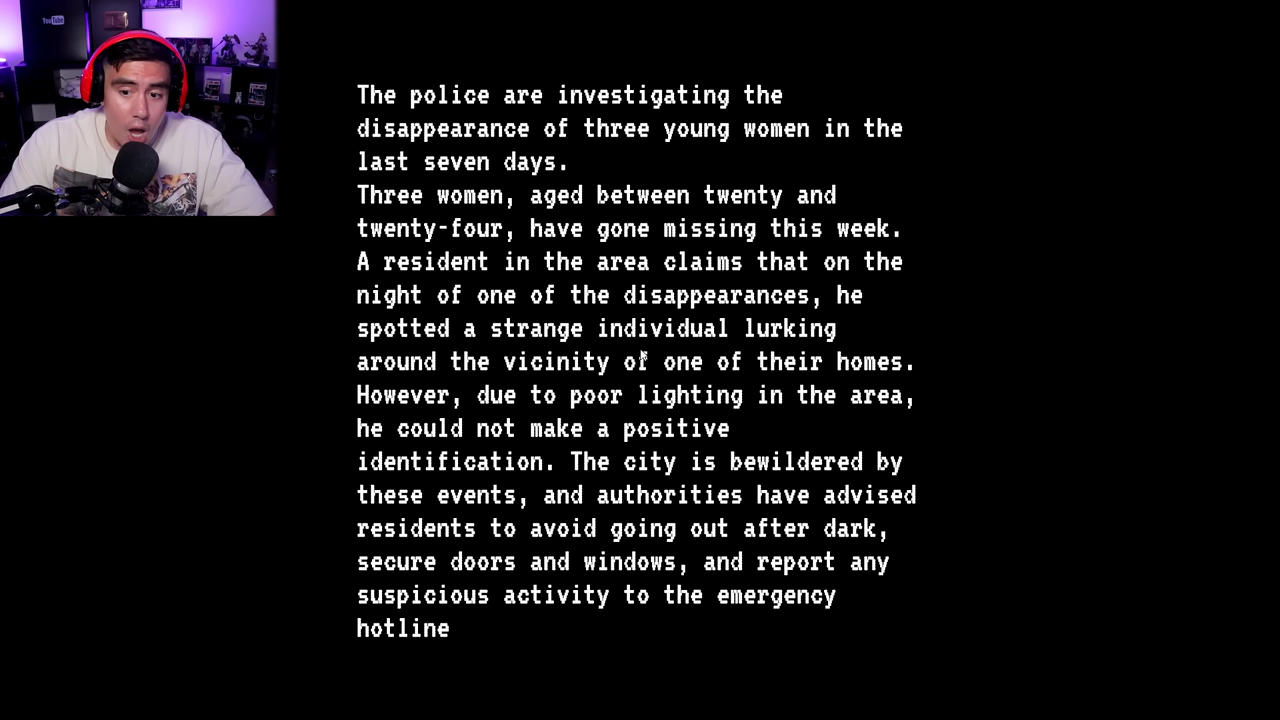 YouTube
The police are investigating the
disappearance of three young women in the
last seven days.
Three women, aged between twenty and
twenty-four, have gone missing this week.
A resident in the area claims that on the
night of one of the disappearances, he
spotted a strange individual lurking
around the vicinity of one of their homes.
However, due to poor lighting in the area,
he could not make a positive
identification. The city is bewildered by
these events, and authorities have advised
residents to avoid going out after dark,
secure doors and windows, and report any
suspicious activity to the emergency
hotline